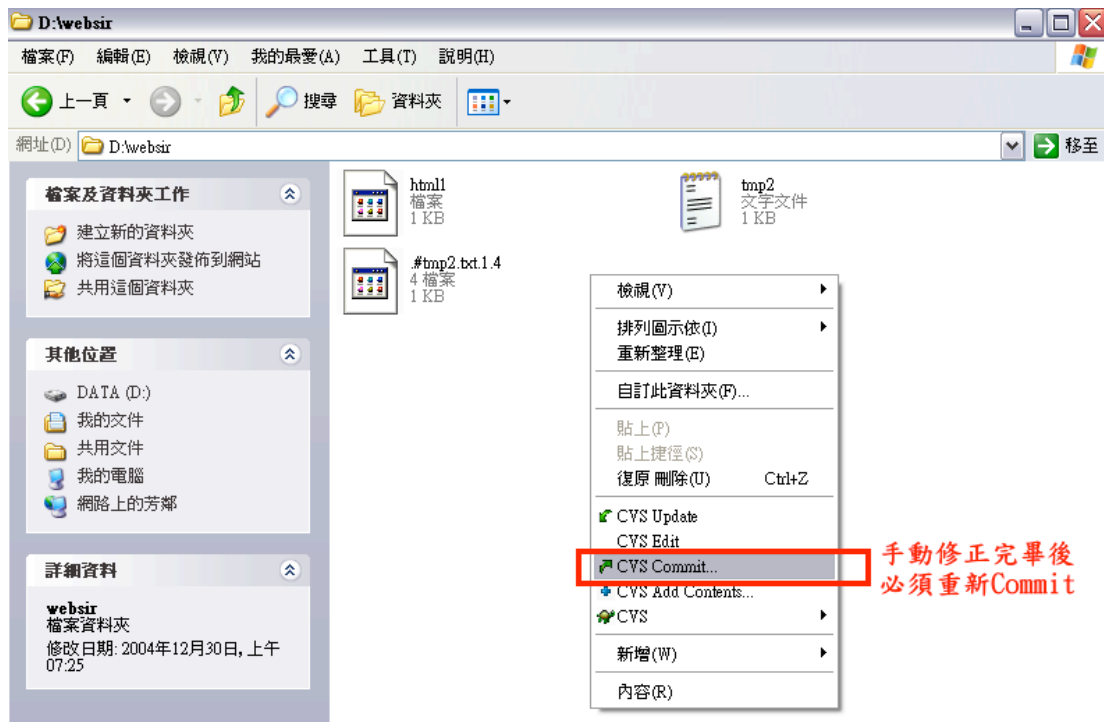 D:\websir
檔案(F) 編輯(E) 檢視(V) 我的最愛(A) 工具(T) 說明(H)
上一頁 搜尋 資料夾
網址(D) D:\websir 移至
檔案及資料夾工作
建立新的資料夾
將這個資料夾發佈到網站
共用這個資料夾
其他位置
DATA (D:)
我的文件
共用文件
我的電腦
網路上的芳鄰
詳細資料
websir
檔案資料夾
修改日期: 2004年12月30日, 上午
07:25
html1
檔案
1 KB
tmp2
文字文件
1 KB
.#tmp2.txt.1.4
4 檔案
1 KB
檢視(V)
排列圖示依(I)
重新整理(E)
自訂此資料夾(F)...
貼上(P)
貼上捷徑(S)
復原 刪除(U) Ctrl+Z
CVS Update
CVS Edit
CVS Commit...
CVS Add Contents...
CVS
新增(W)
內容(R)
手動修正完畢後
必須重新Commit